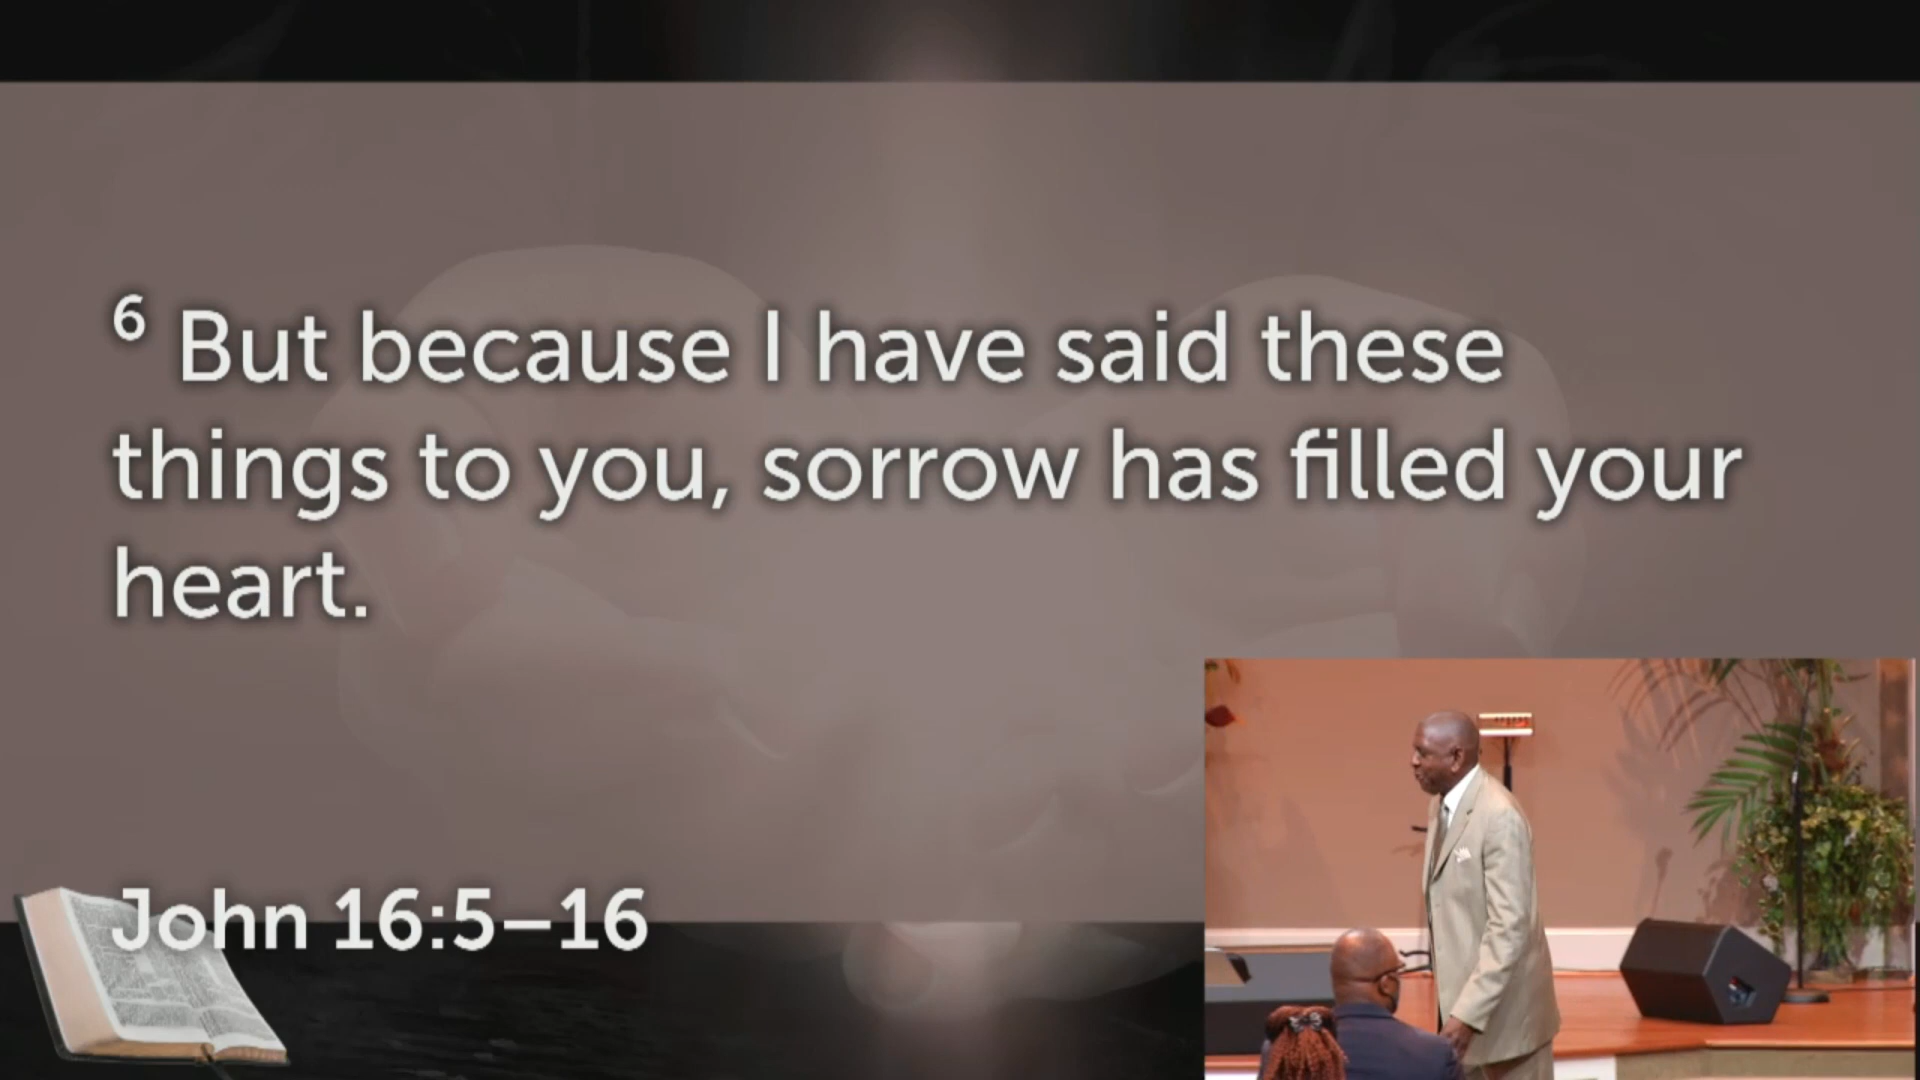 ⁶ But because I have said these
things to you, sorrow has filled your
heart.
John 16:5–16